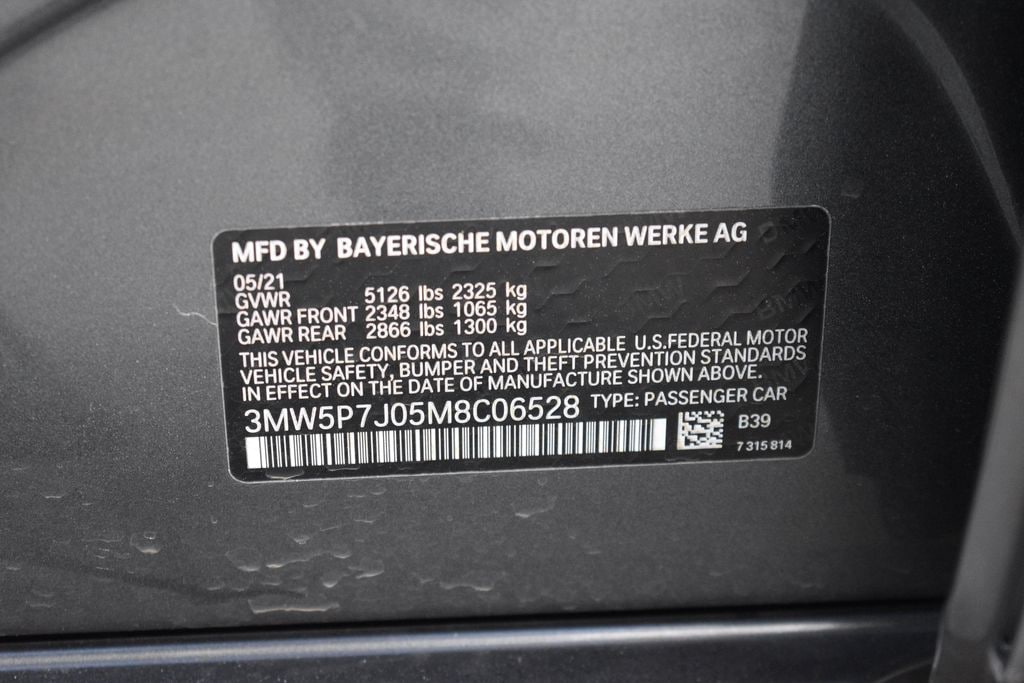 MFD BY BAYERISCHE MOTOREN WERKE AG
05/21
GVWR 5126 lbs 2325 kg
GAWR FRONT 2348 lbs 1065 kg
GAWR REAR 2866 lbs 1300 kg
THIS VEHICLE CONFORMS TO ALL APPLICABLE U.S.FEDERAL MOTOR
VEHICLE SAFETY, BUMPER AND THEFT PREVENTION STANDARDS
IN EFFECT ON THE DATE OF MANUFACTURE SHOWN ABOVE.
3MW5P7J05M8C06528 TYPE: PASSENGER CAR
B39
7 315 814